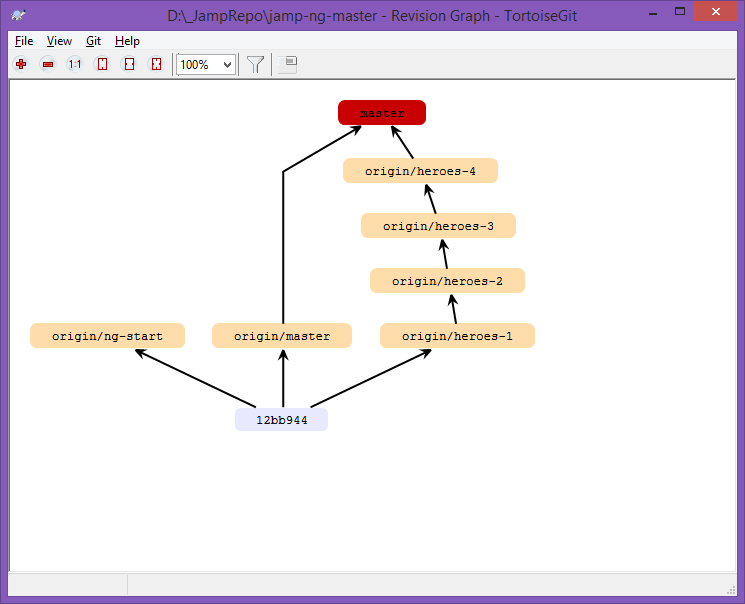 D:\_JampRepo\jamp-ng-master - Revision Graph - TortoiseGit
File View Git Help
1:1 100%
master
origin/heroes-4
origin/heroes-3
origin/heroes-2
origin/ng-start origin/master origin/heroes-1
12bb944